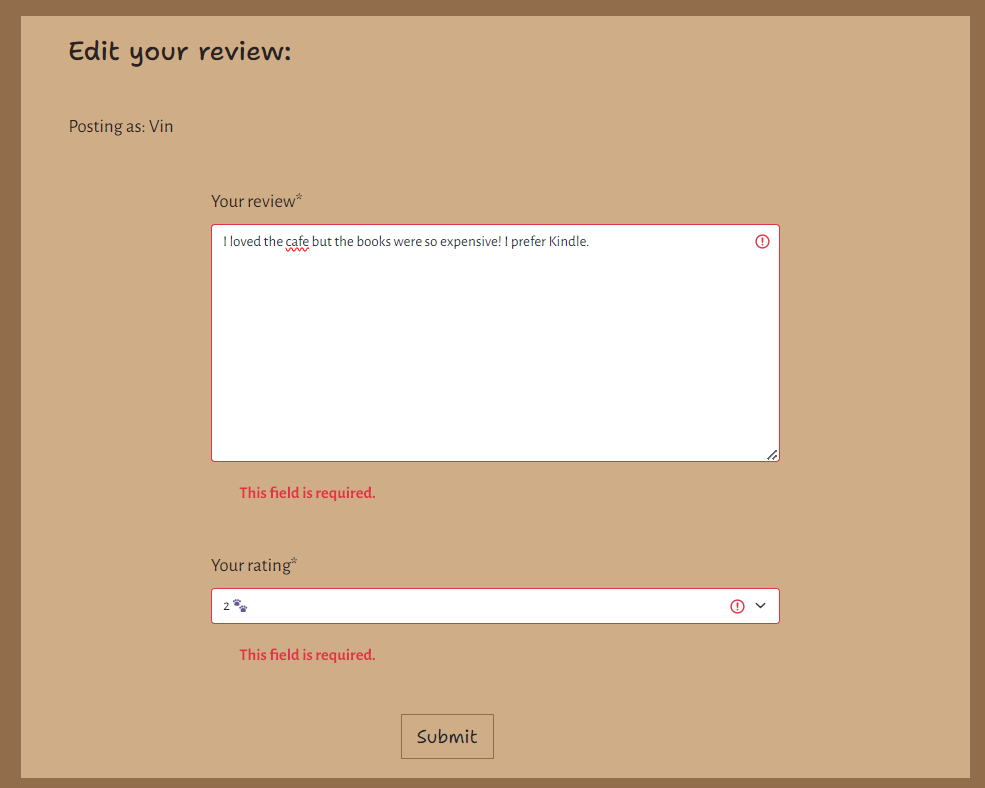 Edit your review:
Posting as: Vin
Your review*
I loved the cafe but the books were so expensive! I prefer Kindle.
This field is required.
Your rating*
2 🐾
This field is required.
Submit